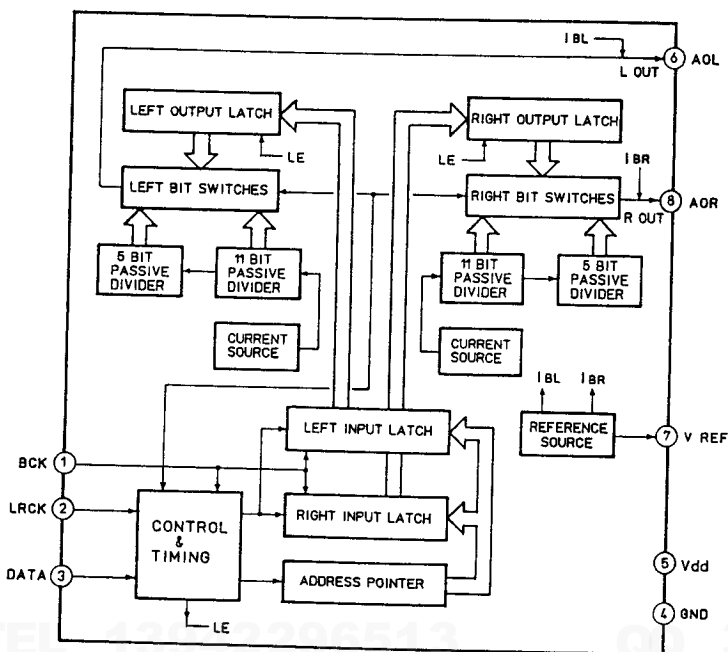 I BL
6 AOL
L OUT
LEFT OUTPUT LATCH
RIGHT OUTPUT LATCH
LE
LE
I BR
LEFT BIT SWITCHES
RIGHT BIT SWITCHES
8 AOR
R OUT
5 BIT
PASSIVE
DIVIDER
11 BIT
PASSIVE
DIVIDER
11 BIT
PASSIVE
DIVIDER
5 BIT
PASSIVE
DIVIDER
CURRENT
SOURCE
CURRENT
SOURCE
I BL
I BR
LEFT INPUT LATCH
REFERENCE
SOURCE
7 V REF
BCK 1
LRCK 2
RIGHT INPUT LATCH
CONTROL
&
TIMING
DATA 3
ADDRESS POINTER
5 Vdd
4 GND
LE
TEL 13942296513
QQ